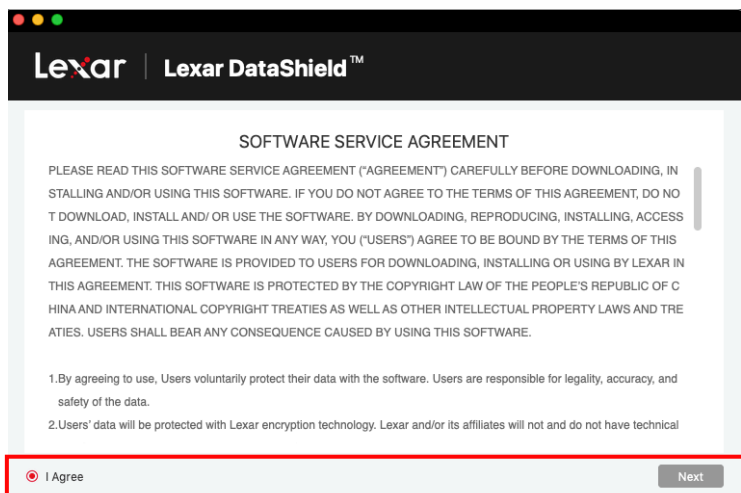 Lexar | Lexar DataShield™
SOFTWARE SERVICE AGREEMENT
PLEASE READ THIS SOFTWARE SERVICE AGREEMENT (“AGREEMENT”) CAREFULLY BEFORE DOWNLOADING, IN
STALLING AND/OR USING THIS SOFTWARE. IF YOU DO NOT AGREE TO THE TERMS OF THIS AGREEMENT, DO NO
T DOWNLOAD, INSTALL AND/ OR USE THE SOFTWARE. BY DOWNLOADING, REPRODUCING, INSTALLING, ACCESS
ING, AND/OR USING THIS SOFTWARE IN ANY WAY, YOU (“USERS”) AGREE TO BE BOUND BY THE TERMS OF THIS
AGREEMENT. THE SOFTWARE IS PROVIDED TO USERS FOR DOWNLOADING, INSTALLING OR USING BY LEXAR IN
THIS AGREEMENT. THIS SOFTWARE IS PROTECTED BY THE COPYRIGHT LAW OF THE PEOPLE’S REPUBLIC OF C
HINA AND INTERNATIONAL COPYRIGHT TREATIES AS WELL AS OTHER INTELLECTUAL PROPERTY LAWS AND TRE
ATIES. USERS SHALL BEAR ANY CONSEQUENCE CAUSED BY USING THIS SOFTWARE.
1.By agreeing to use, Users voluntarily protect their data with the software. Users are responsible for legality, accuracy, and
safety of the data.
2.Users’ data will be protected with Lexar encryption technology. Lexar and/or its affiliates will not and do not have technical
I Agree
Next